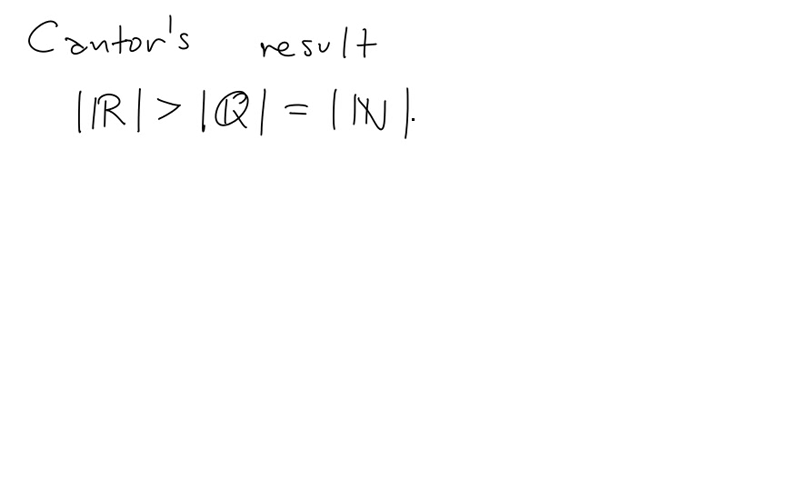 Cantor's result
|ℝ| > |ℚ| = |ℕ|.